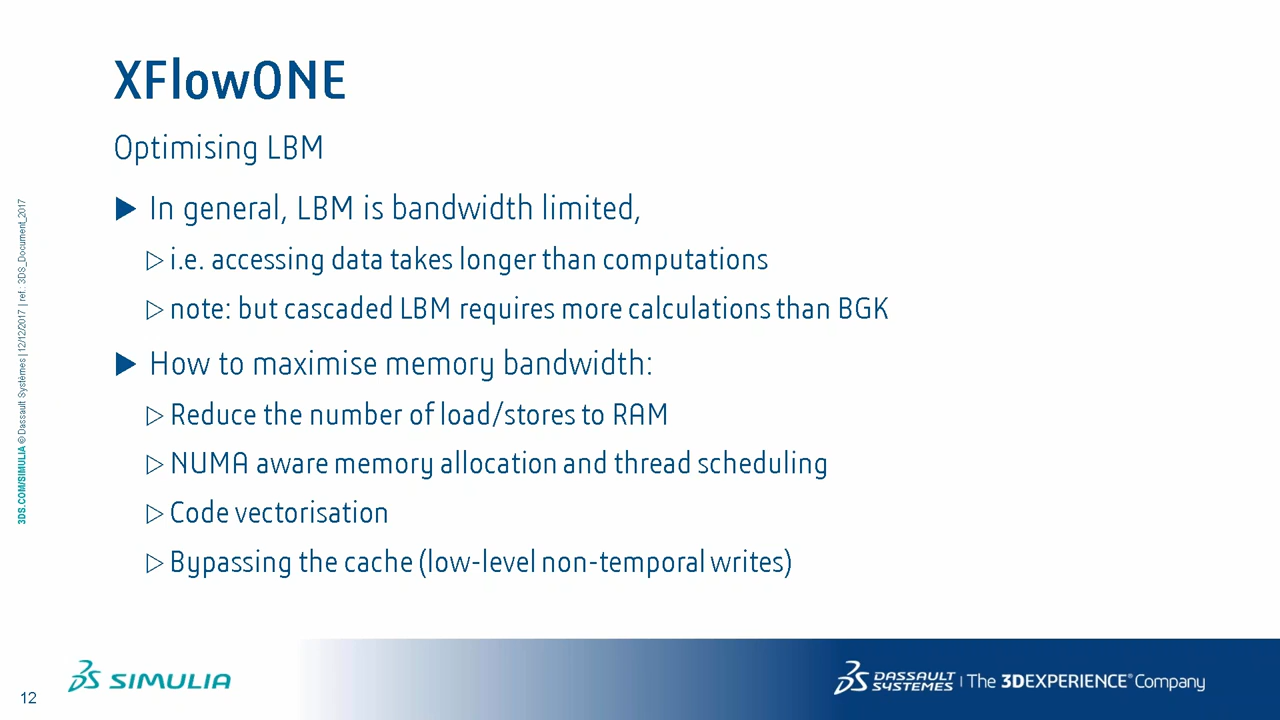 XFlowONE
Optimising LBM
In general, LBM is bandwidth limited,
i.e. accessing data takes longer than computations
note: but cascaded LBM requires more calculations than BGK
How to maximise memory bandwidth:
Reduce the number of load/stores to RAM
NUMA aware memory allocation and thread scheduling
Code vectorisation
Bypassing the cache (low-level non-temporal writes)
3DS.COM/SIMULIA © Dassault Systèmes | 12/12/2017 | ref.: 3DS_Document_2017
12
SIMULIA
DASSAULT SYSTEMES | The 3DEXPERIENCE® Company